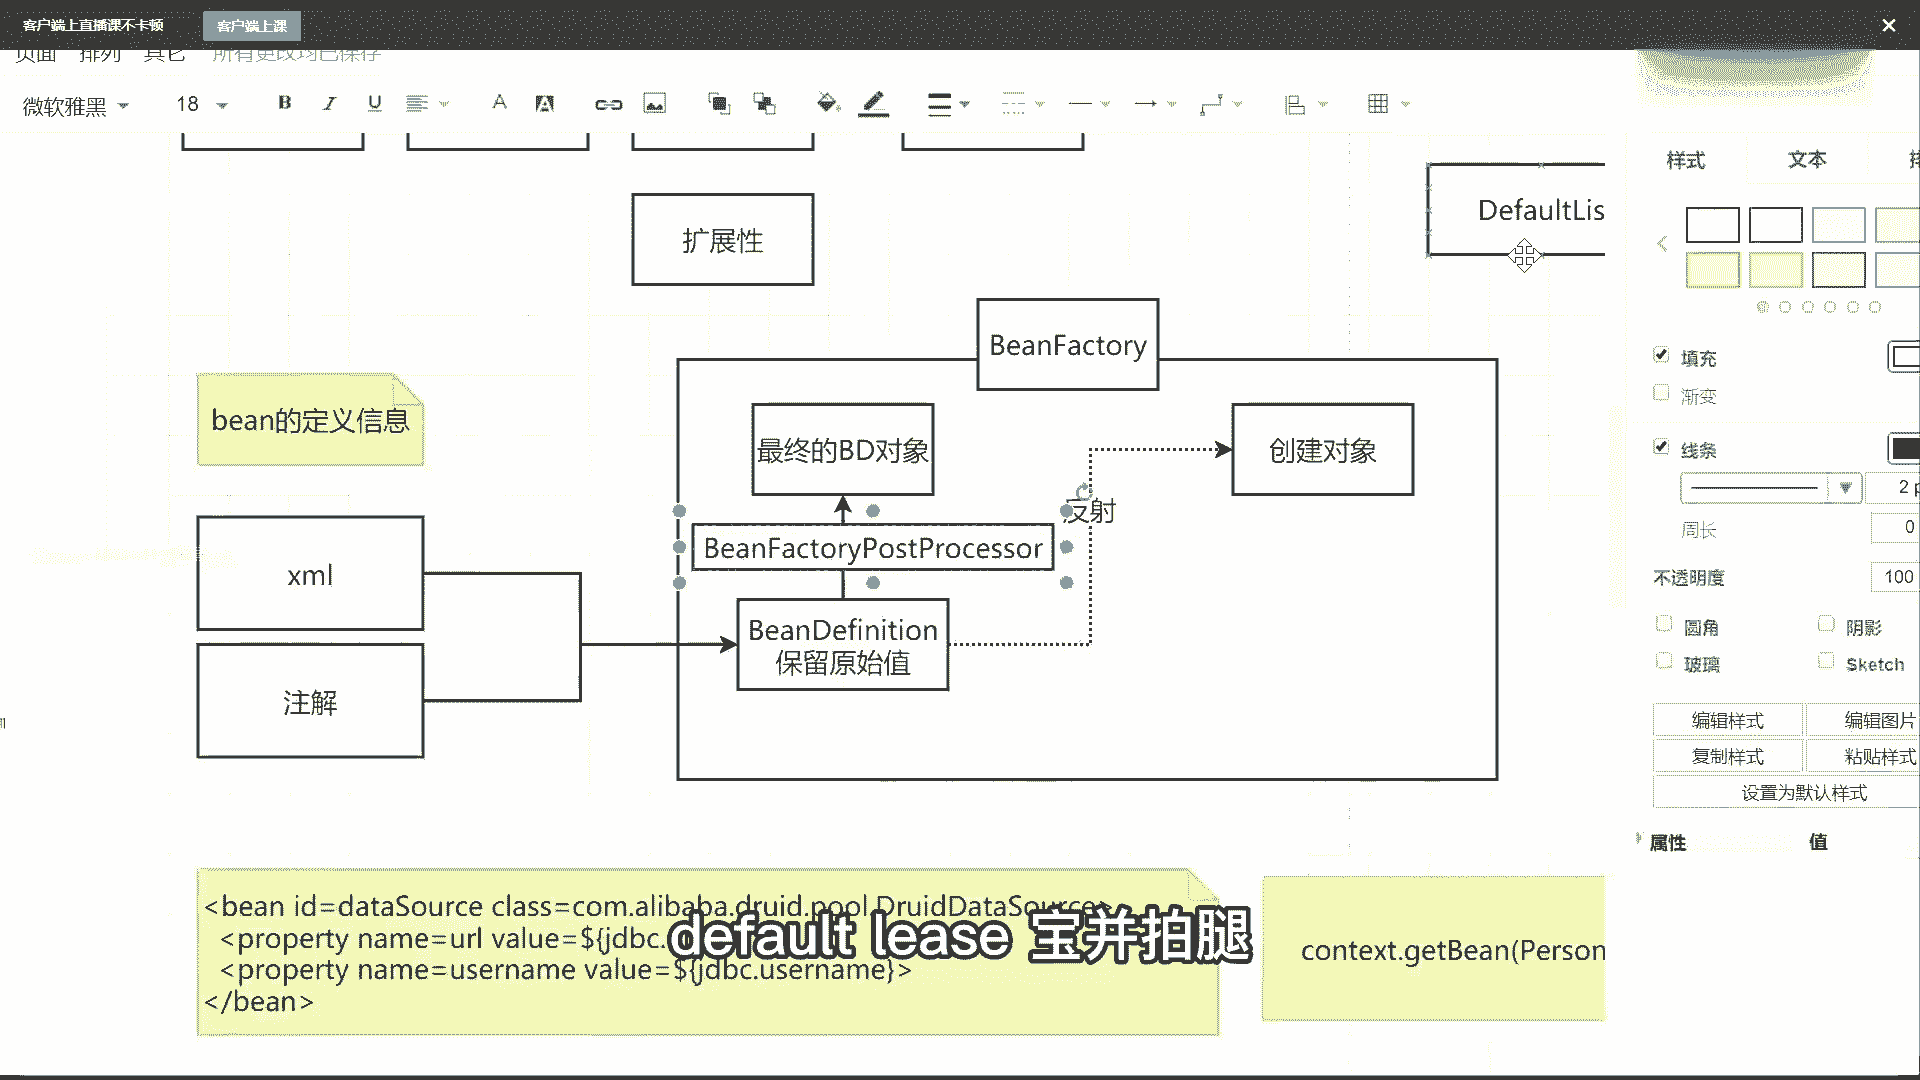 客户端上直播课不卡顿
客户端上课
页面 排列 其它 所有更改均已保存
微软雅黑
18
B I U A A
样式
文本
DefaultLis
扩展性
BeanFactory
填充
渐变
bean的定义信息
最终的BD对象
创建对象
线条
2 p
反射
周长
0
BeanFactoryPostProcessor
xml
不透明度
100
BeanDefinition
保留原始值
圆角
阴影
玻璃
Sketch
注解
编辑样式
编辑图片
复制样式
粘贴样式
设置为默认样式
属性
值
<bean id=dataSource class=com.alibaba.druid.pool.DruidDataSource>
<property name=url value=${jdbc.
<property name=username value=${jdbc.username}>
</bean>
default lease 宝并拍腿
context.getBean(Person